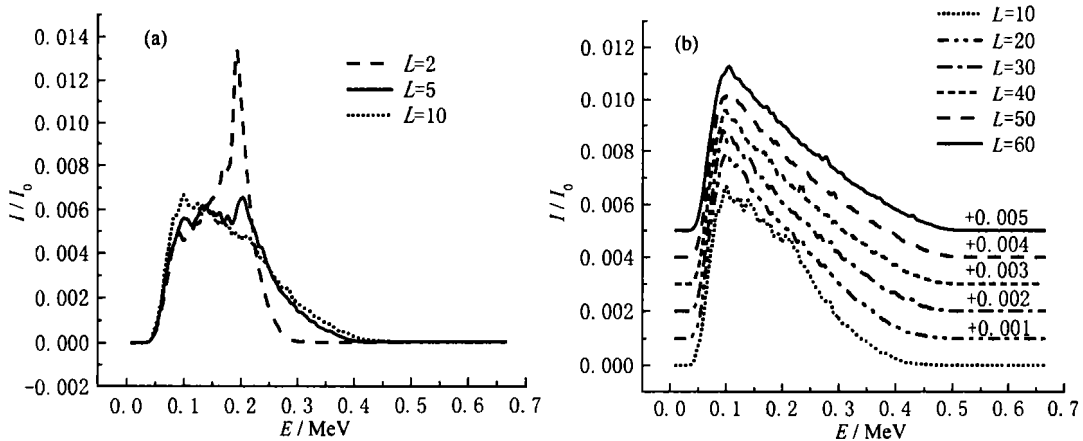 (a)
0.014
0.012
0.010
0.008
0.006
0.004
0.002
0.000
-0.002
I / I₀
L=2
L=5
L=10
0.0 0.1 0.2 0.3 0.4 0.5 0.6 0.7
E / MeV
(b)
0.012
0.010
0.008
0.006
0.004
0.002
0.000
I / I₀
L=10
L=20
L=30
L=40
L=50
L=60
+0.005
+0.004
+0.003
+0.002
+0.001
0.0 0.1 0.2 0.3 0.4 0.5 0.6 0.7
E / MeV